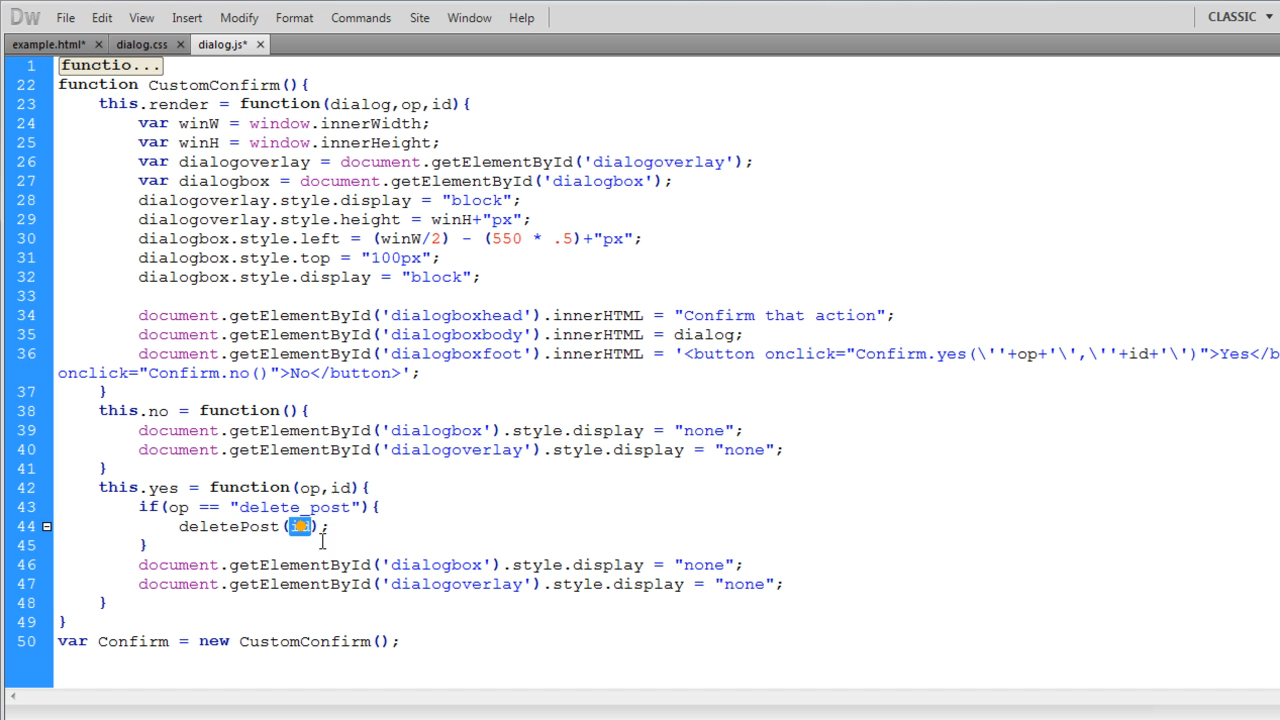 Dw File Edit View Insert Modify Format Commands Site Window Help CLASSIC
example.html* dialog.css dialog.js*
1 functio...
22 function CustomConfirm(){
23 this.render = function(dialog,op,id){
24 var winW = window.innerWidth;
25 var winH = window.innerHeight;
26 var dialogoverlay = document.getElementById('dialogoverlay');
27 var dialogbox = document.getElementById('dialogbox');
28 dialogoverlay.style.display = "block";
29 dialogoverlay.style.height = winH+"px";
30 dialogbox.style.left = (winW/2) - (550 * .5)+"px";
31 dialogbox.style.top = "100px";
32 dialogbox.style.display = "block";
33
34 document.getElementById('dialogboxhead').innerHTML = "Confirm that action";
35 document.getElementById('dialogboxbody').innerHTML = dialog;
36 document.getElementById('dialogboxfoot').innerHTML = '<button onclick="Confirm.yes(\''+op+'\',\''+id+'\')">Yes</b
onclick="Confirm.no()">No</button>';
37 }
38 this.no = function(){
39 document.getElementById('dialogbox').style.display = "none";
40 document.getElementById('dialogoverlay').style.display = "none";
41 }
42 this.yes = function(op,id){
43 if(op == "delete_post"){
44 deletePost(id);
45 }
46 document.getElementById('dialogbox').style.display = "none";
47 document.getElementById('dialogoverlay').style.display = "none";
48 }
49 }
50 var Confirm = new CustomConfirm();